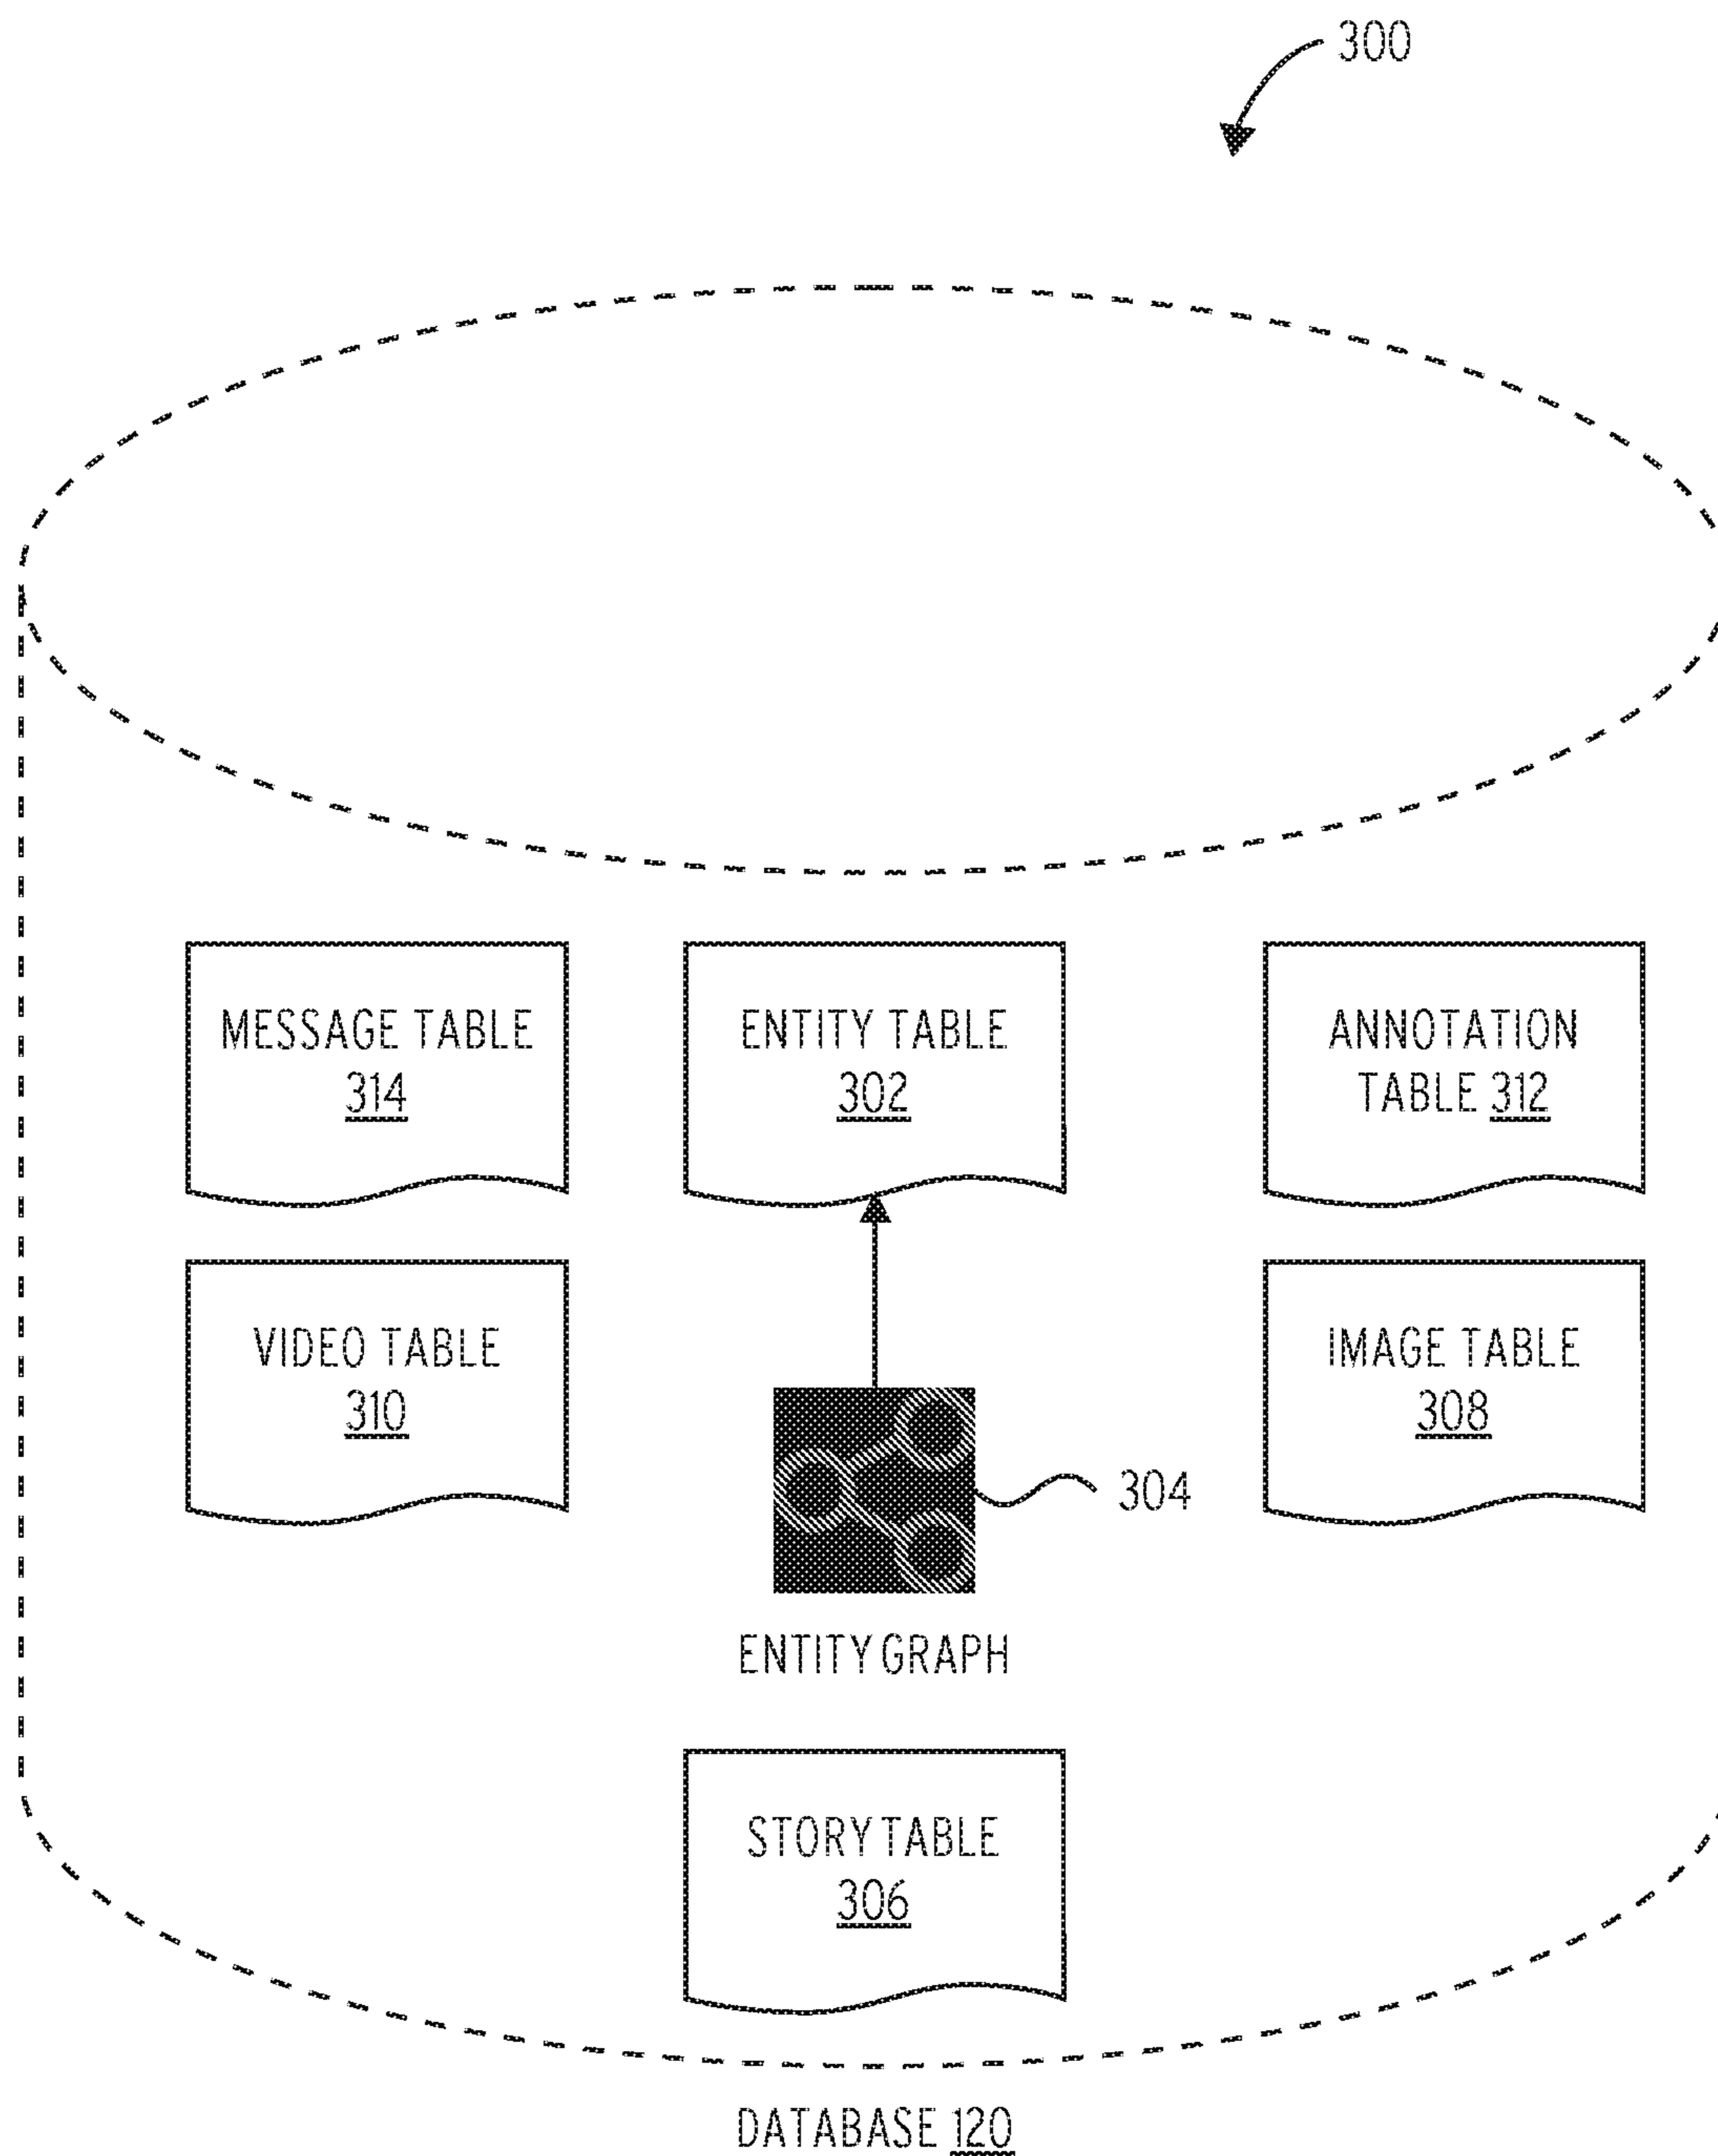 300
MESSAGE TABLE
314
ENTITY TABLE
302
ANNOTATION
TABLE 312
VIDEO TABLE
310
IMAGE TABLE
308
304
ENTITY GRAPH
STORY TABLE
306
DATABASE 120